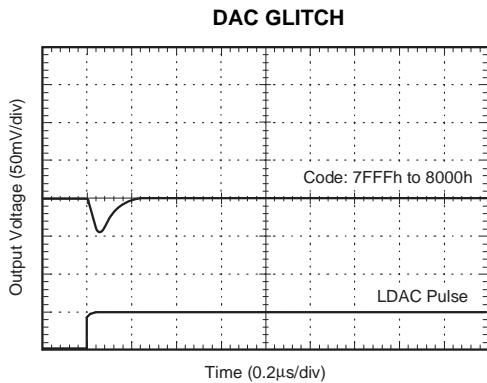 DAC GLITCH
Output Voltage (50mV/div)
Code: 7FFFh to 8000h
LDAC Pulse
Time (0.2µs/div)